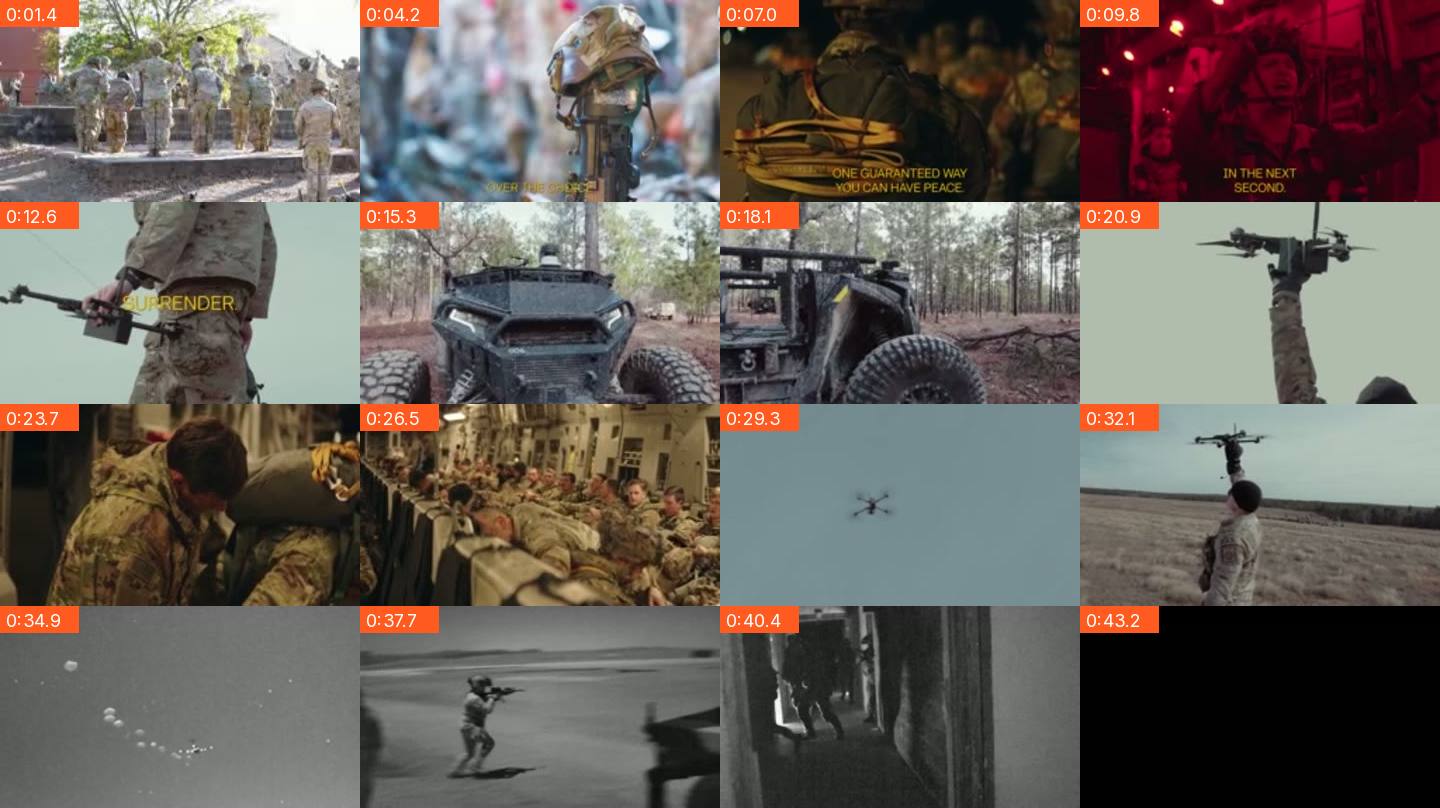 0:01.4
0:04.2
0:07.0
0:09.8
OVER THE CHOICE
ONE GUARANTEED WAY
YOU CAN HAVE PEACE.
IN THE NEXT
SECOND.
0:12.6
0:15.3
0:18.1
0:20.9
SURRENDER.
0:23.7
0:26.5
0:29.3
0:32.1
0:34.9
0:37.7
0:40.4
0:43.2